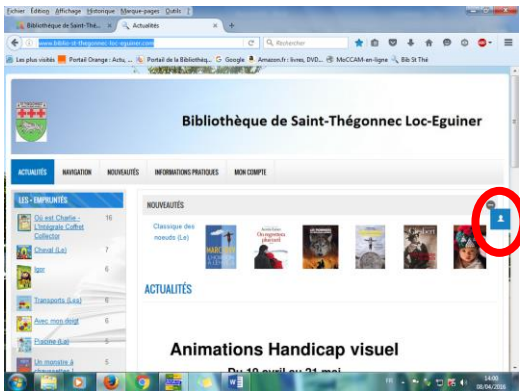 Fichier Édition Affichage Historique Marque-pages Outils ?
Bibliothèque de Saint-Thé... × Actualités × +
www.biblio-st-thegonnec-loc-eguiner.com Rechercher
Les plus visités Portail Orange : Actu, ... Portail de la Bibliothèq... Google Amazon.fr : livres, DVD... MoCCAM-en-ligne Bib St Thé
Bibliothèque de Saint-Thégonnec Loc-Eguiner
ACTUALITÉS NAVIGATION NOUVEAUTÉS INFORMATIONS PRATIQUES MON COMPTE
LES + EMPRUNTÉS
Où est Charlie - 16
L'Intégrale Coffret
Collector
Cheval (Le) 7
Igor 6
Transports (Les) 6
Avec mon doigt 6
Piscine (La) 5
Un monstre à 5
chaussettes !
NOUVEAUTÉS
Classique des
noeuds (Le)
ACTUALITÉS
Animations Handicap visuel
Du 19 avril au 21 mai
FR 14:00
08/04/2016